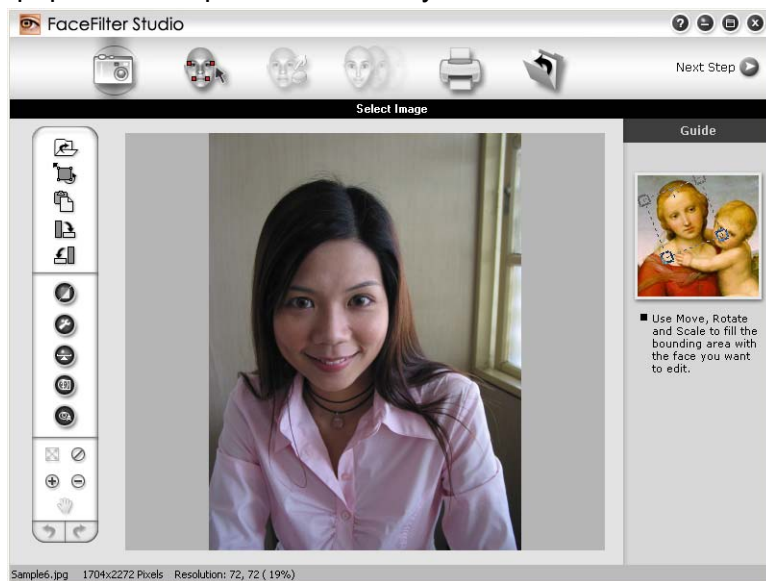 FaceFilter Studio
Next Step
Select Image
Guide
■ Use Move, Rotate
and Scale to fill the
bounding area with
the face you want
to edit.
Sample6.jpg 1704x2272 Pixels Resolution: 72, 72 ( 19%)